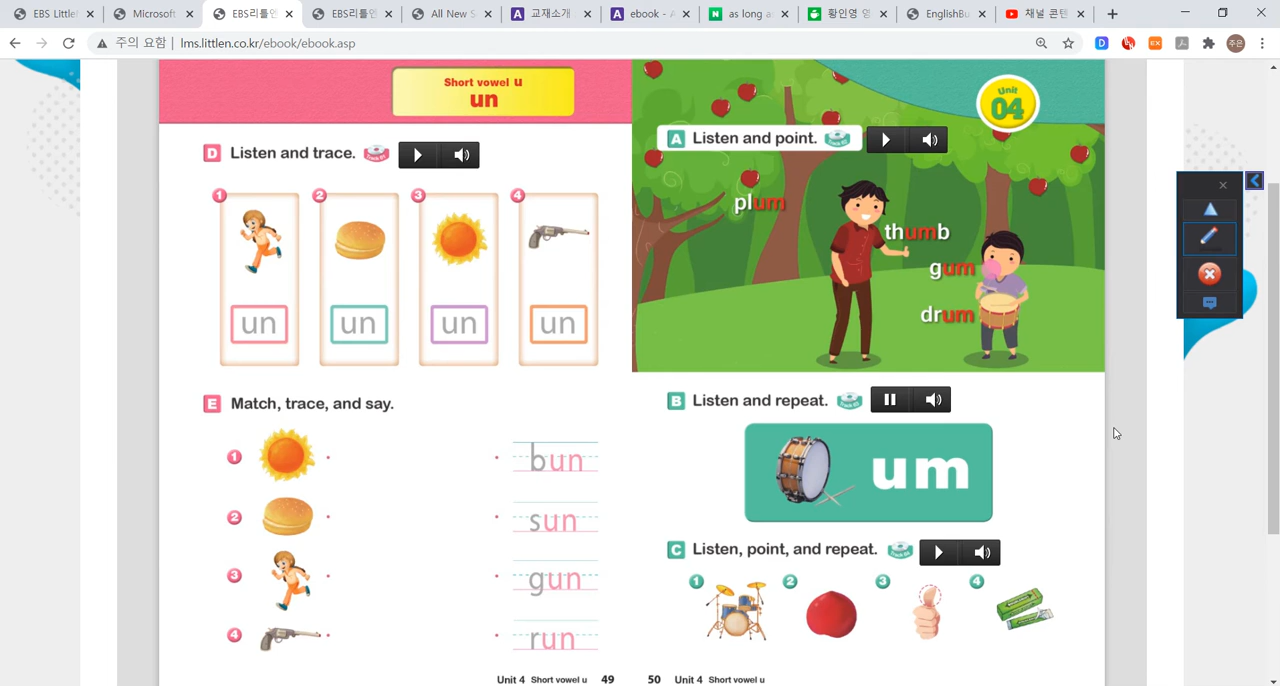 EBS Littl
Microsoft
EBS리틀엔
EBS리틀엔
All New S
교재소개
ebook - A
as long a
황인영 영
EnglishBu
채널 콘텐
주의 요함
lms.littlen.co.kr/ebook/ebook.asp
주은
Short vowel u
un
D Listen and trace.
1 2 3 4
un un un un
E Match, trace, and say.
1 bun
2 sun
3 gun
4 run
Unit 4 Short vowel u 49
Unit
04
A Listen and point.
plum
thumb
gum
drum
B Listen and repeat.
um
C Listen, point, and repeat.
1 2 3 4
50 Unit 4 Short vowel u